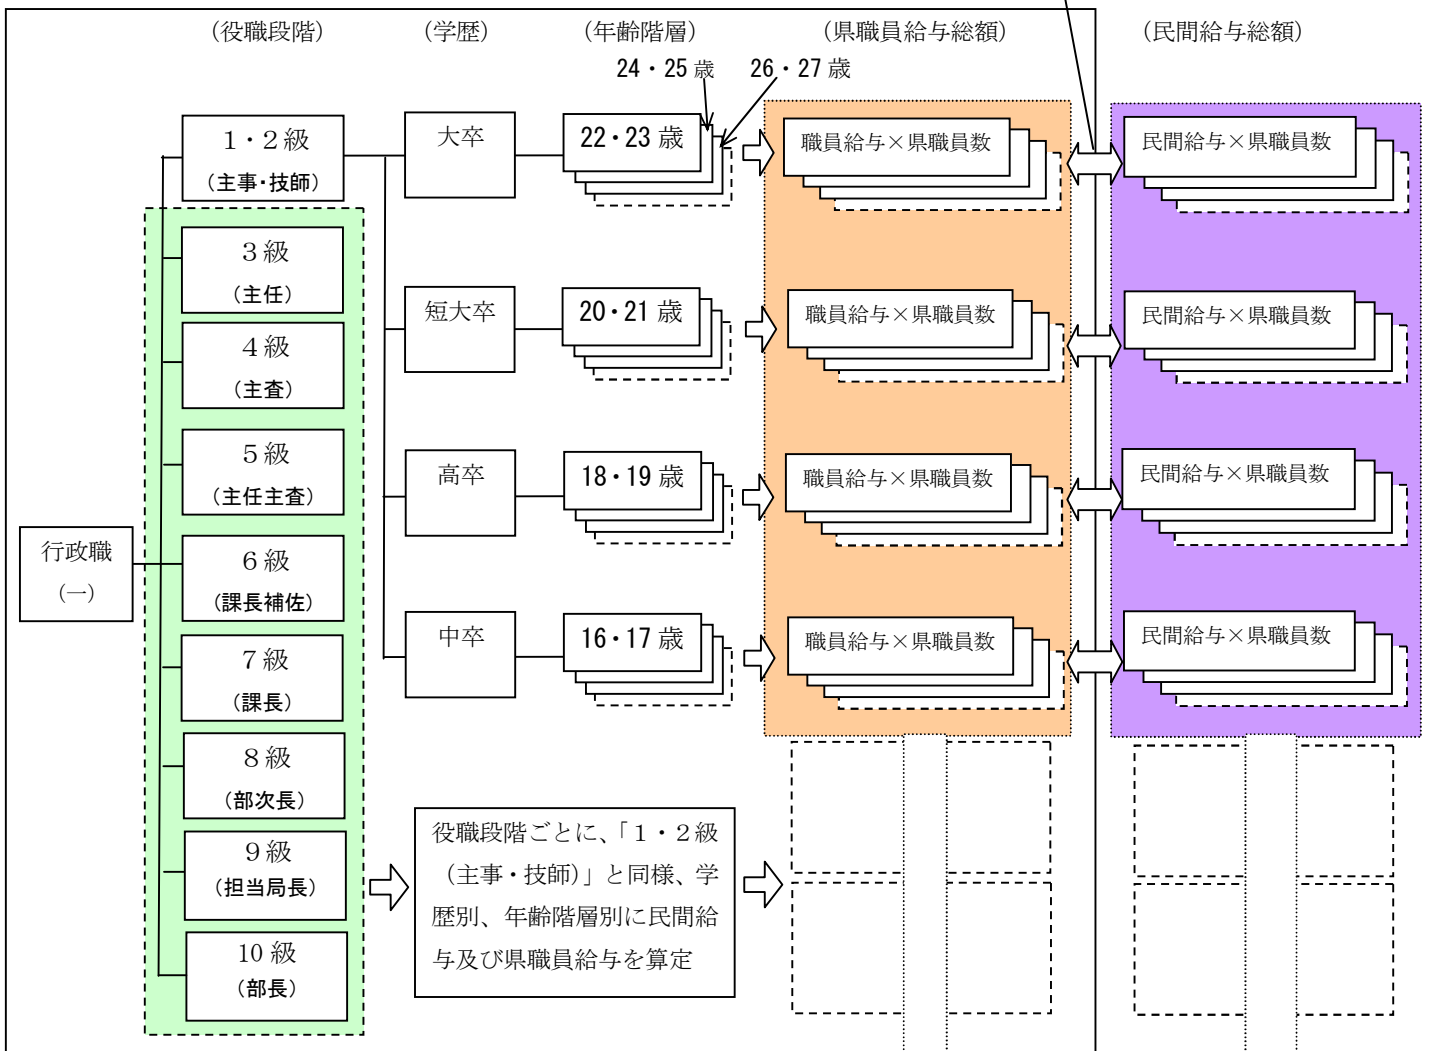 （役職段階）
（学歴）
（年齢階層）
（県職員給与総額）
（民間給与総額）
24・25 歳
26・27 歳
1・2級
（主事・技師）
大卒
22・23 歳
職員給与×県職員数
民間給与×県職員数
３級
（主任）
短大卒
20・21 歳
職員給与×県職員数
民間給与×県職員数
４級
（主査）
５級
（主任主査）
高卒
18・19 歳
職員給与×県職員数
民間給与×県職員数
行政職
（一）
６級
（課長補佐）
中卒
16・17 歳
職員給与×県職員数
民間給与×県職員数
７級
（課長）
８級
（部次長）
９級
（担当局長）
10 級
（部長）
役職段階ごとに、「１・２級
（主事・技師）」と同様、学
歴別、年齢階層別に民間給
与及び県職員給与を算定